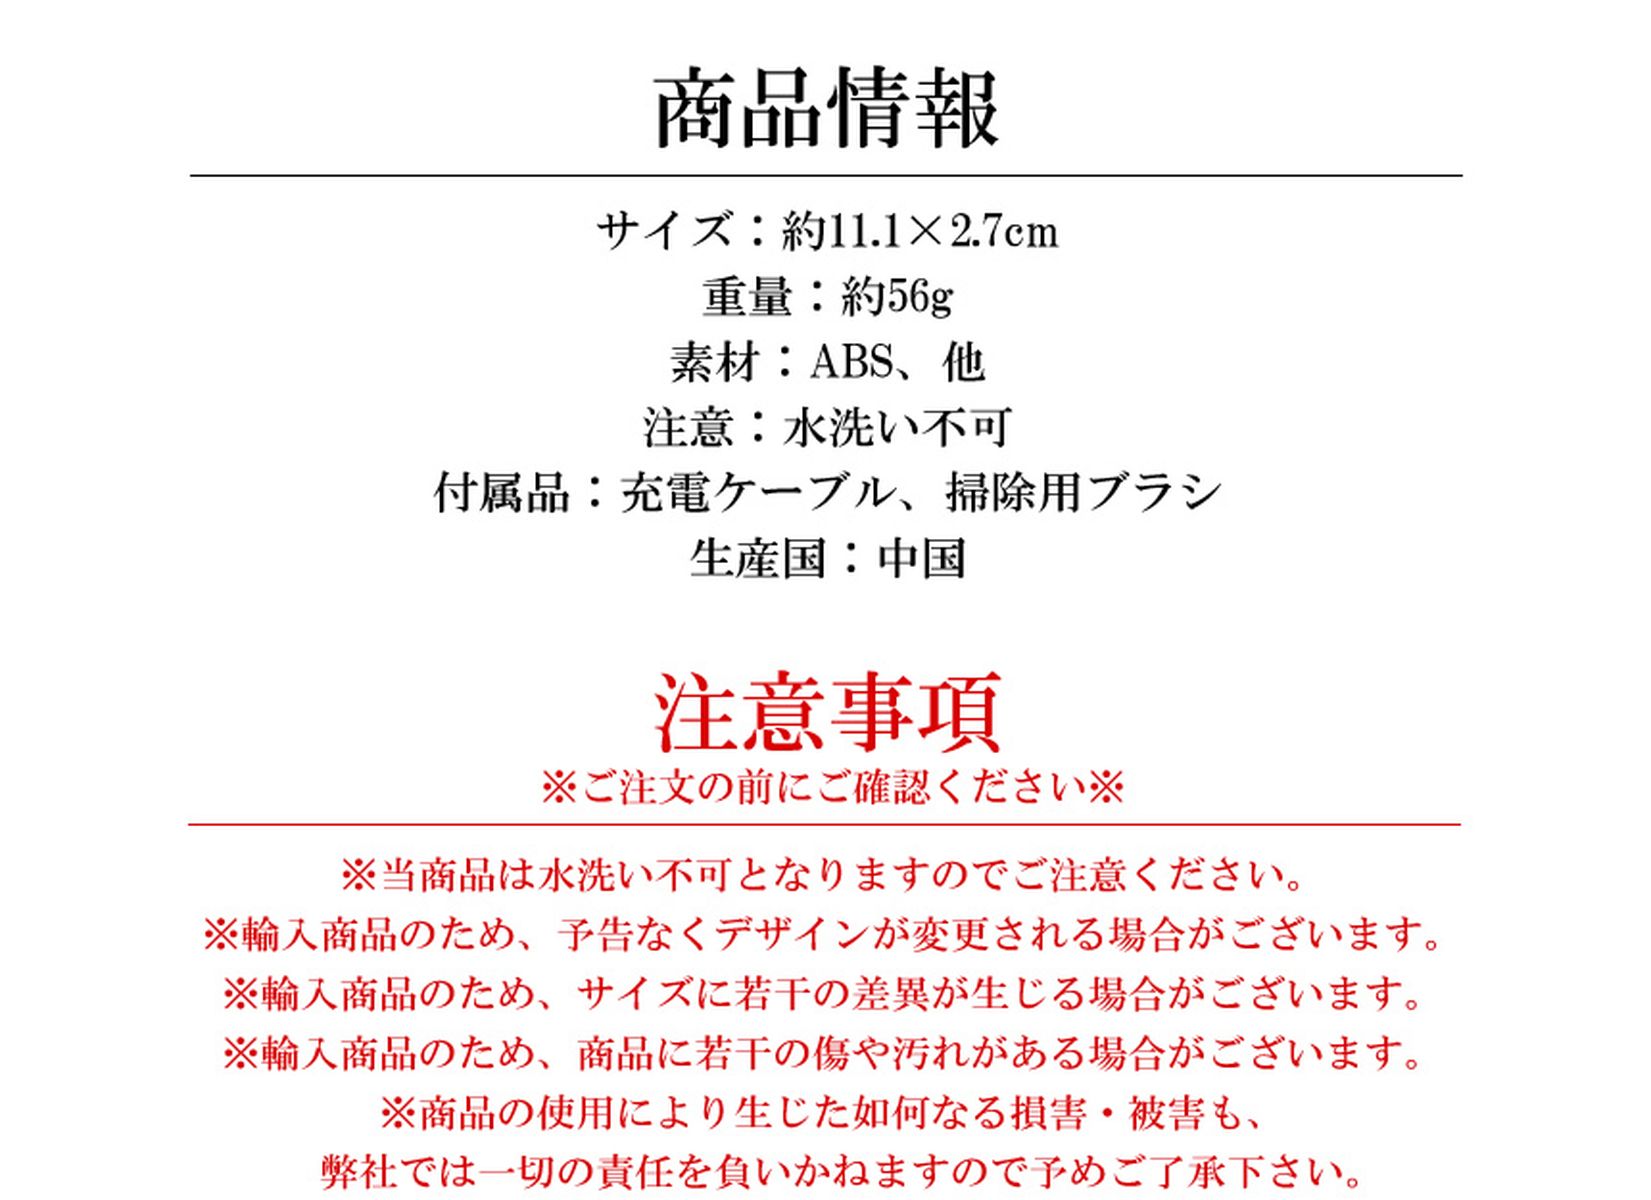 商品情報
サイズ：約11.1×2.7cm
重量：約56g
素材：ABS、他
注意：水洗い不可
付属品：充電ケーブル、掃除用ブラシ
生産国：中国
注意事項
※ご注文の前にご確認ください※
※当商品は水洗い不可となりますのでご注意ください。
※輸入商品のため、予告なくデザインが変更される場合がございます。
※輸入商品のため、サイズに若干の差異が生じる場合がございます。
※輸入商品のため、商品に若干の傷や汚れがある場合がございます。
※商品の使用により生じた如何なる損害・被害も、
弊社では一切の責任を負いかねますので予めご了承下さい。